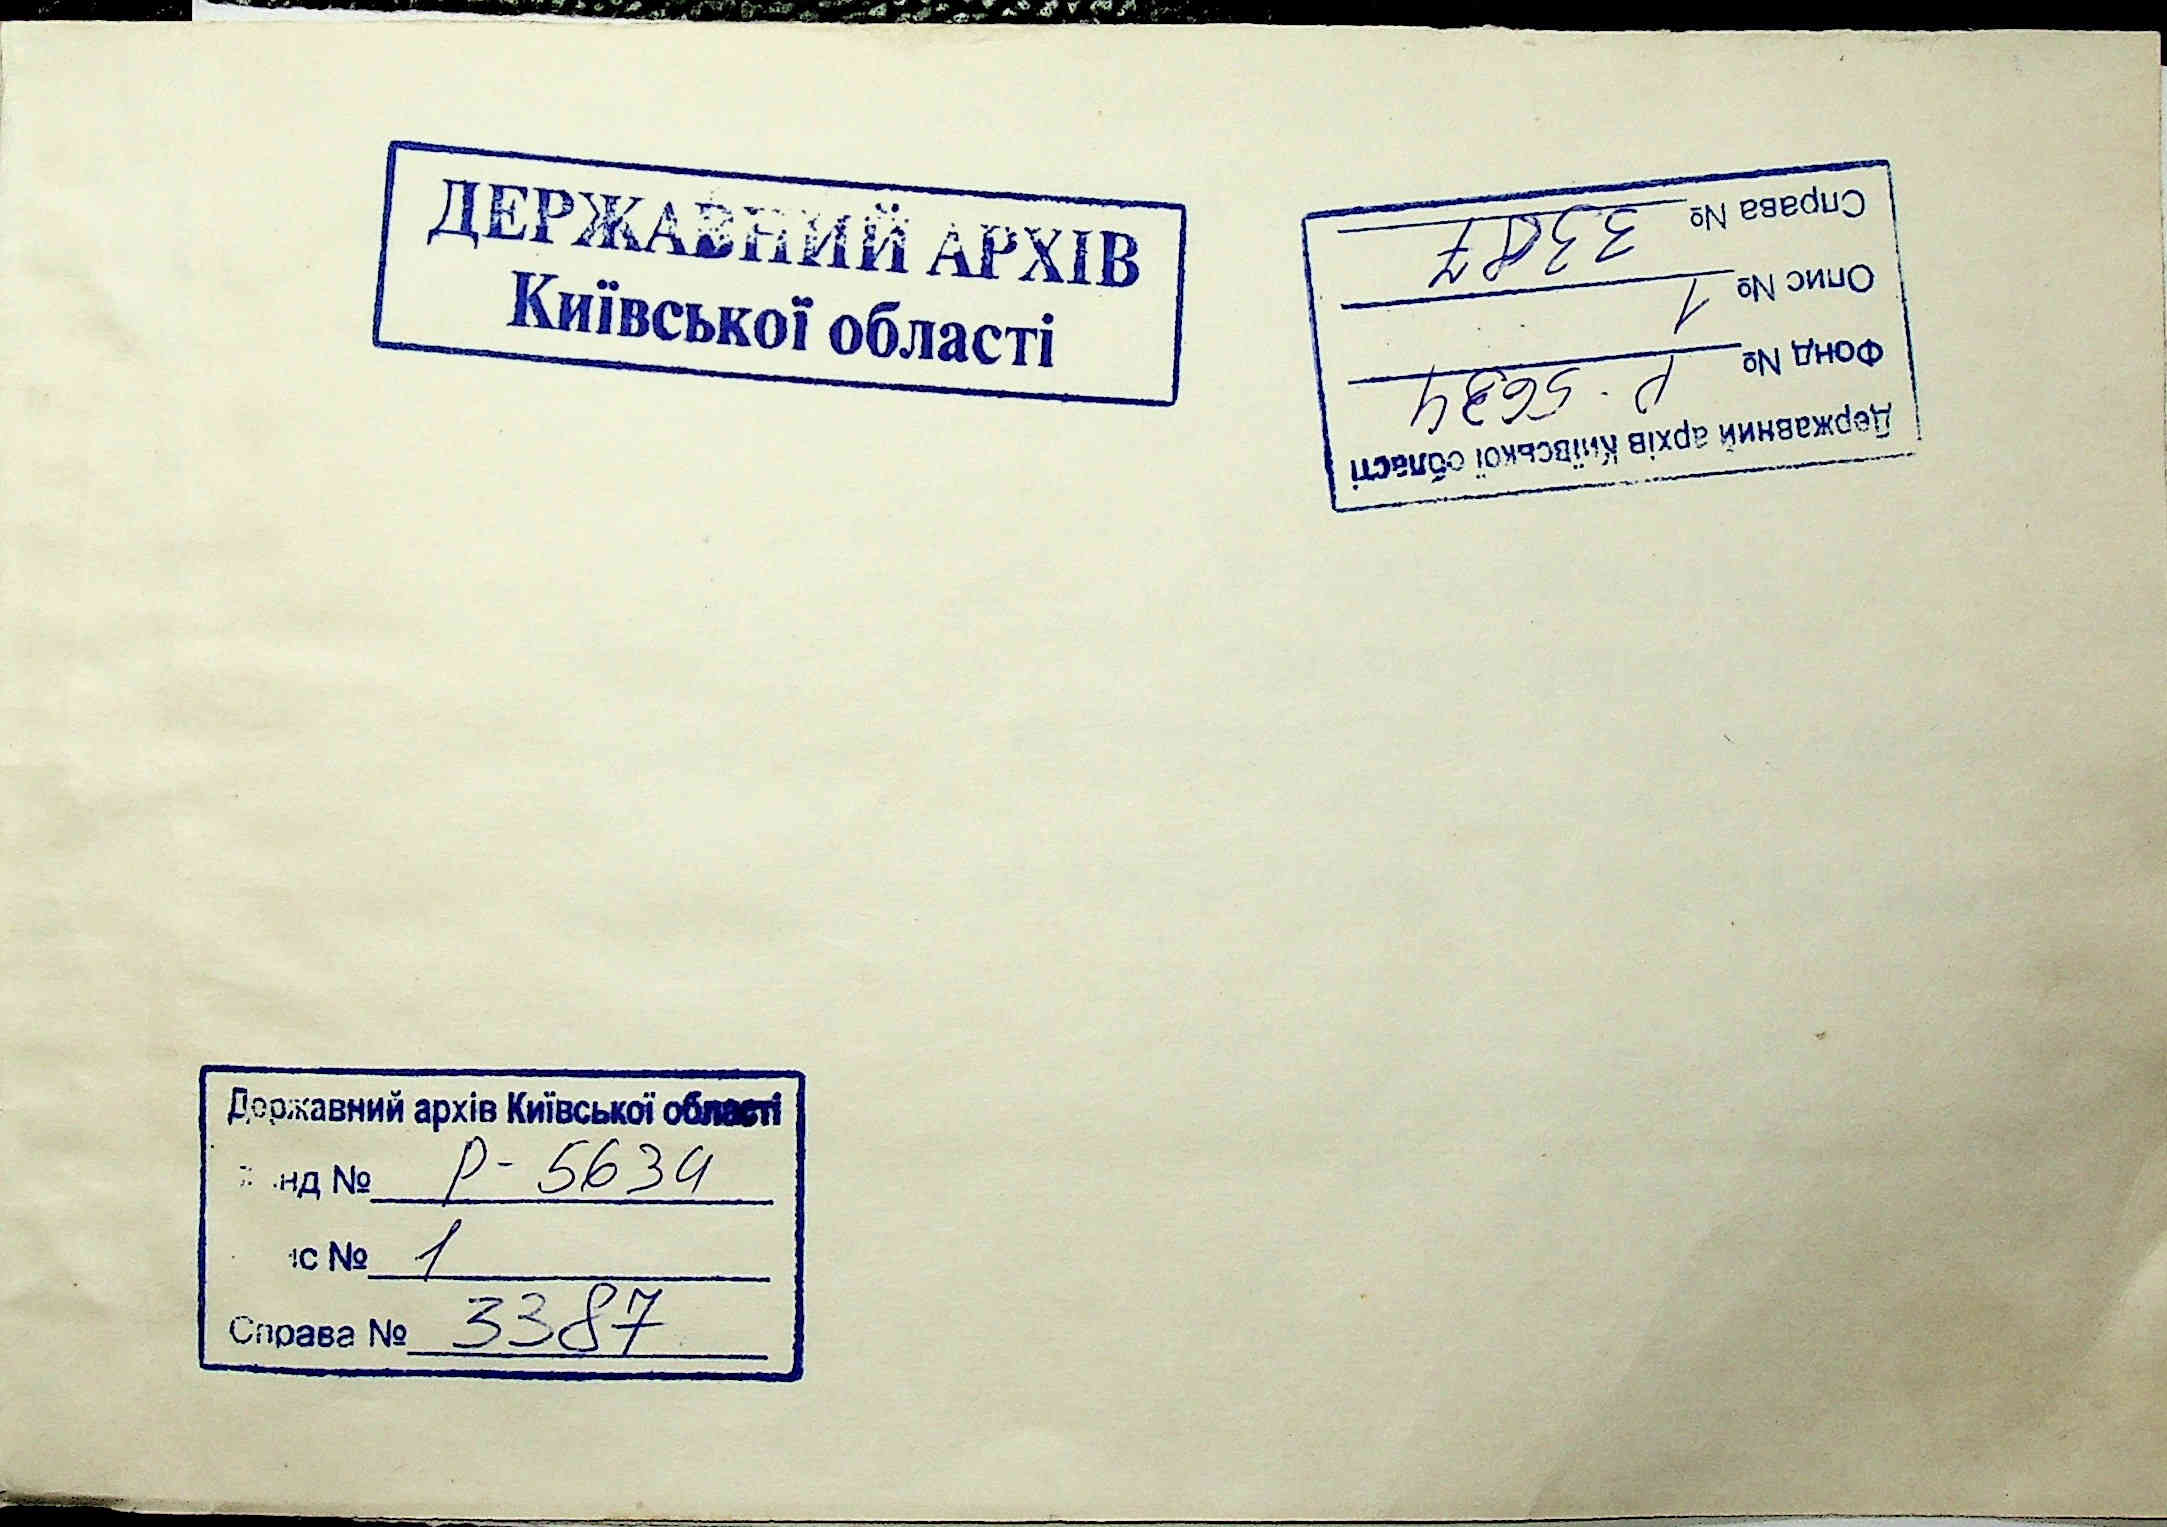 ДЕРЖАВНИЙ АРХІВ
Київської області
Державний архів Київської області
Фонд № Р-5634
Опис № 1
Справа № 3387
Державний архів Київської області
нд № Р-5634
ис № 1
Справа № 3387